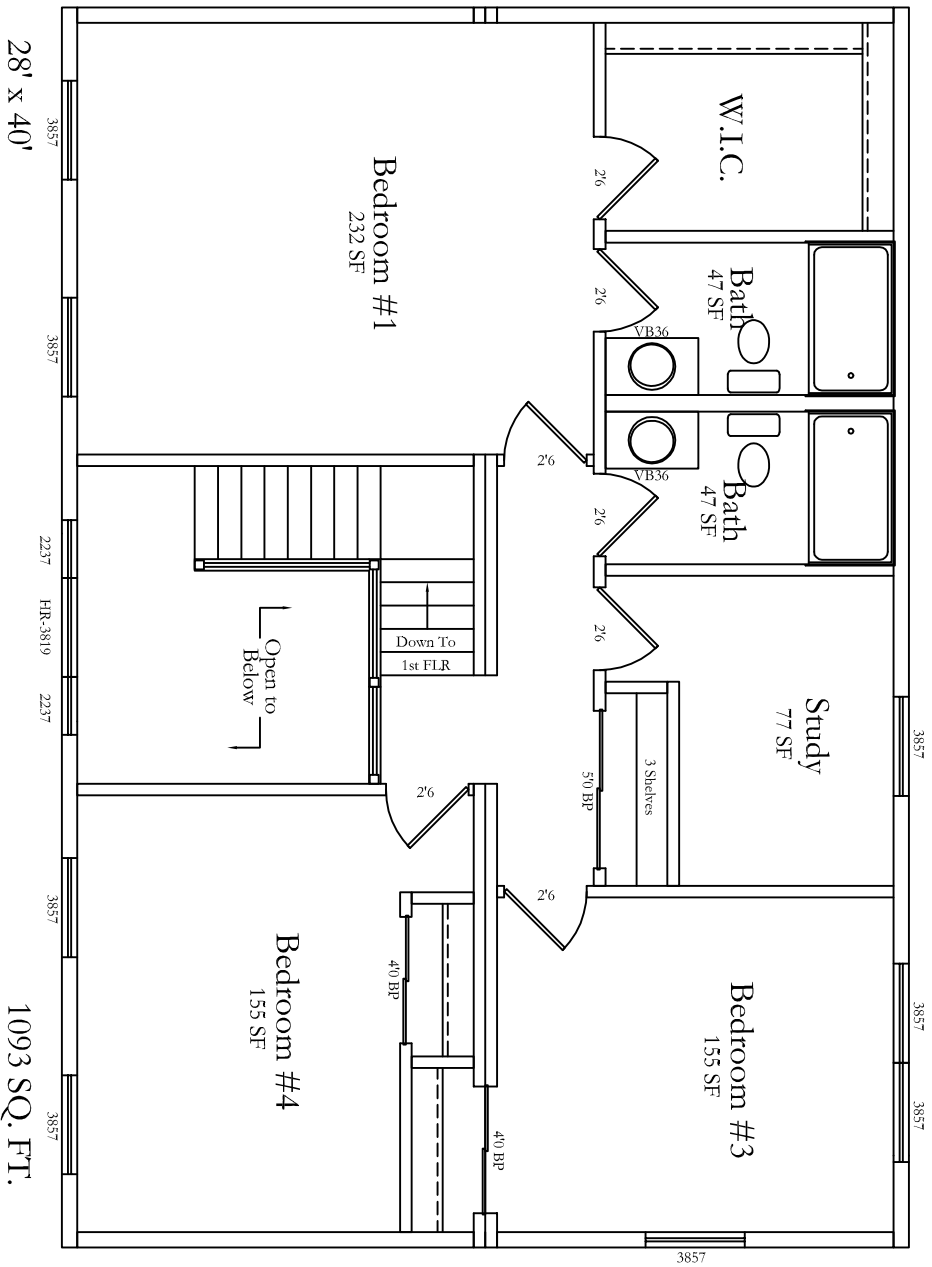 W.I.C.
2'6
Bath
47 SF
2'6
VB36
Bath
47 SF
VB36
2'6
Study
77 SF
2'6
3 Shelves
5'0 BP
3857
Bedroom #3
155 SF
2'6
3857
3857
3857
4'0 BP
Bedroom #1
232 SF
2'6
3857
3857
Down To
1st FLR
Open to
Below
2237
HR-3819
2237
2'6
Bedroom #4
155 SF
4'0 BP
3857
3857
28' x 40'
1093 SQ. FT.